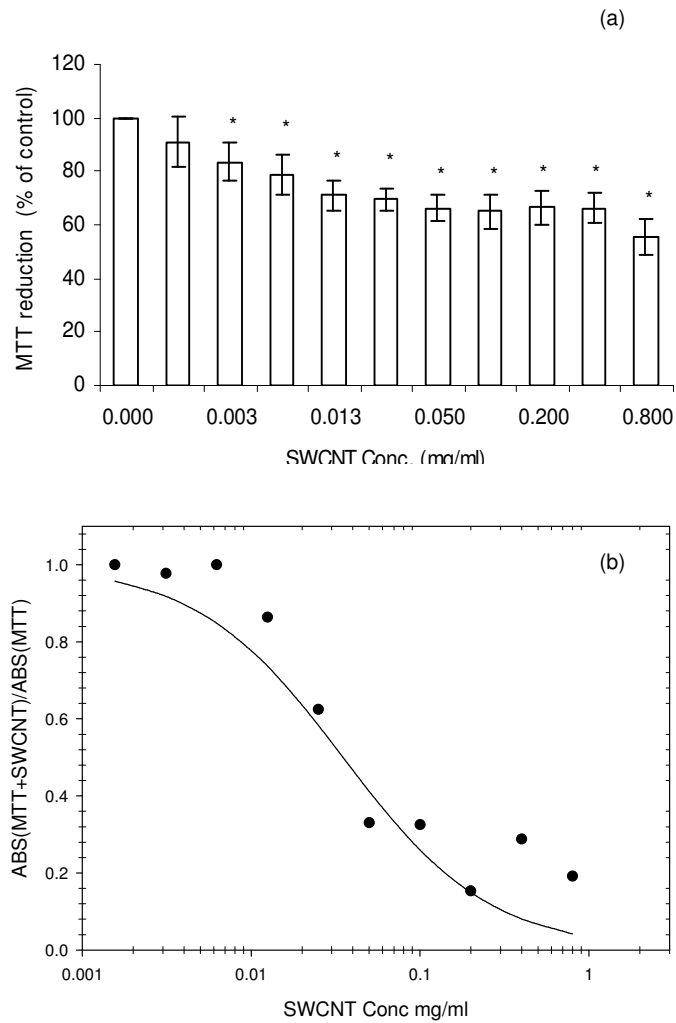 (a)
MTT reduction (% of control)
120
100
80
60
40
20
0
* * * * * * * * *
0.000 0.003 0.013 0.050 0.200 0.800
SWCNT Conc. (mg/ml)
(b)
ABS(MTT+SWCNT)/ABS(MTT)
1.0
0.8
0.6
0.4
0.2
0.0
0.001 0.01 0.1 1
SWCNT Conc mg/ml